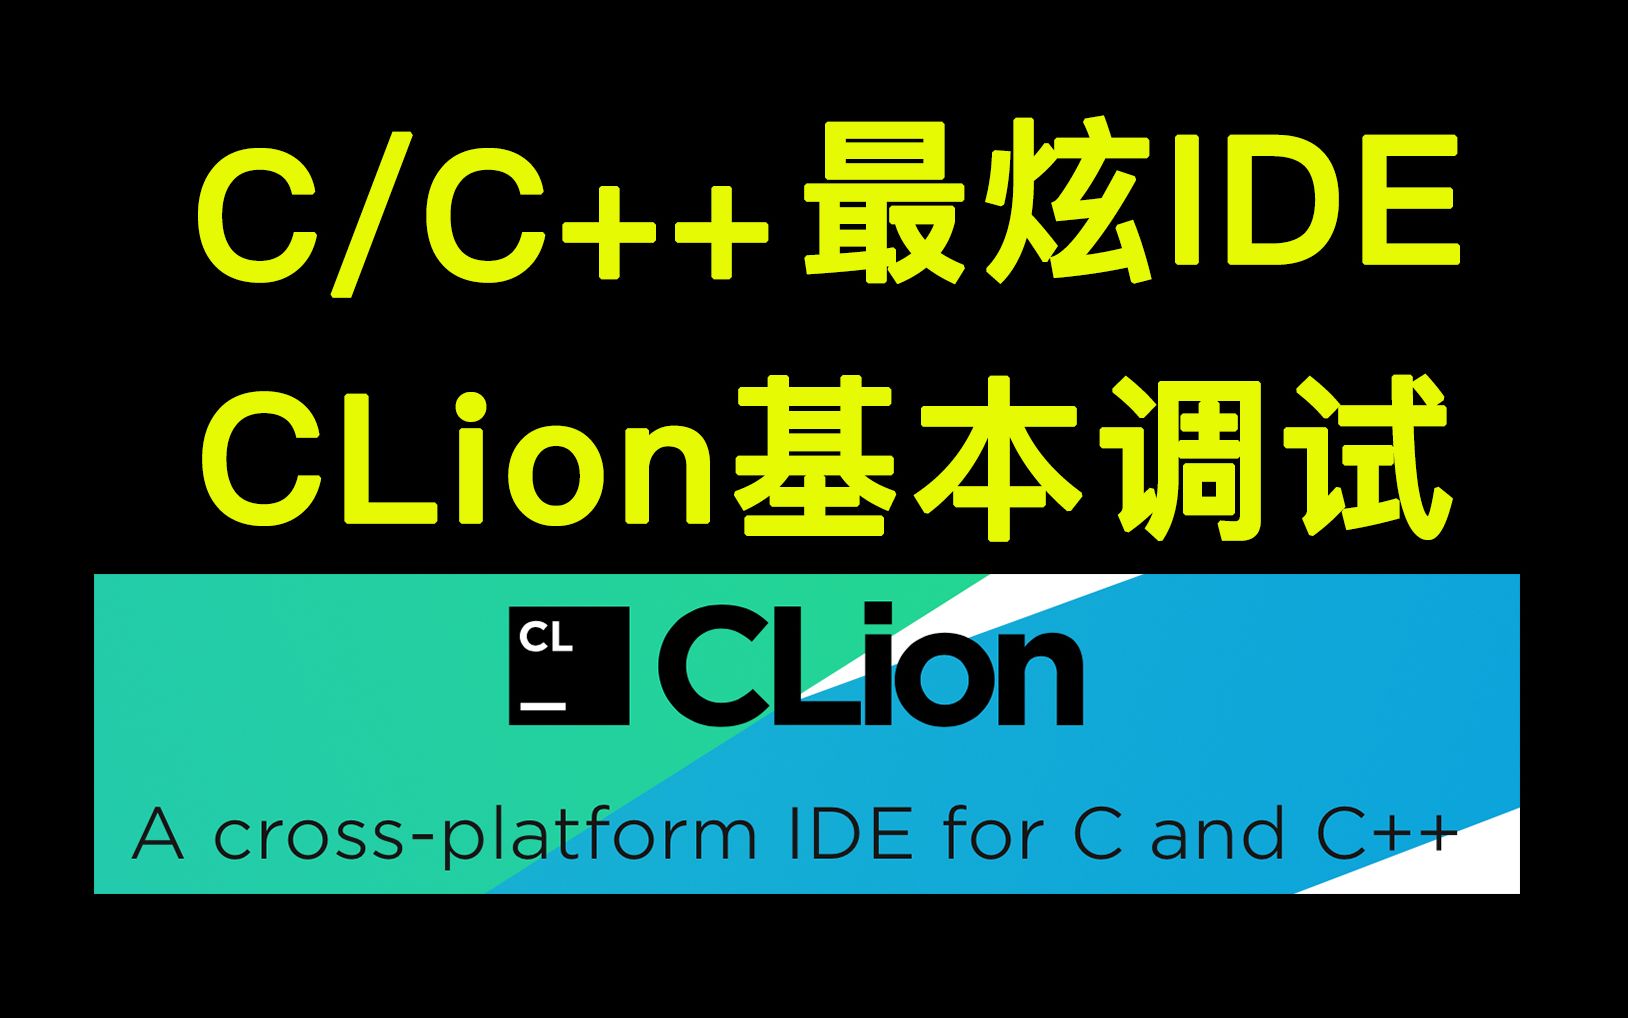 C/C++最炫IDE
CLion基本调试
CL
CLion
A cross-platform IDE for C and C++